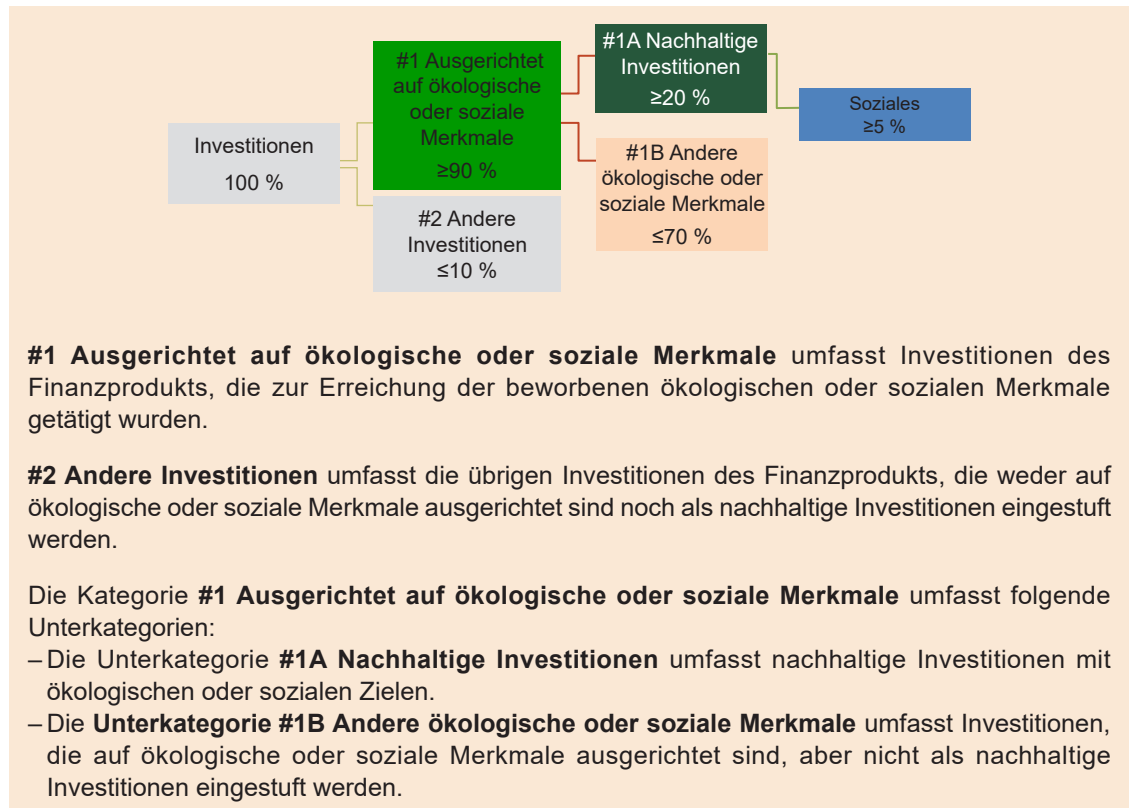 #1A Nachhaltige
Investitionen
≥20 %
#1 Ausgerichtet
auf ökologische
oder soziale
Merkmale
≥90 %
Soziales
≥5 %
Investitionen
100 %
#1B Andere
ökologische oder
soziale Merkmale
≤70 %
#2 Andere
Investitionen
≤10 %
#1 Ausgerichtet auf ökologische oder soziale Merkmale umfasst Investitionen des
Finanzprodukts, die zur Erreichung der beworbenen ökologischen oder sozialen Merkmale
getätigt wurden.
#2 Andere Investitionen umfasst die übrigen Investitionen des Finanzprodukts, die weder auf
ökologische oder soziale Merkmale ausgerichtet sind noch als nachhaltige Investitionen eingestuft
werden.
Die Kategorie #1 Ausgerichtet auf ökologische oder soziale Merkmale umfasst folgende
Unterkategorien:
– Die Unterkategorie #1A Nachhaltige Investitionen umfasst nachhaltige Investitionen mit
ökologischen oder sozialen Zielen.
– Die Unterkategorie #1B Andere ökologische oder soziale Merkmale umfasst Investitionen,
die auf ökologische oder soziale Merkmale ausgerichtet sind, aber nicht als nachhaltige
Investitionen eingestuft werden.